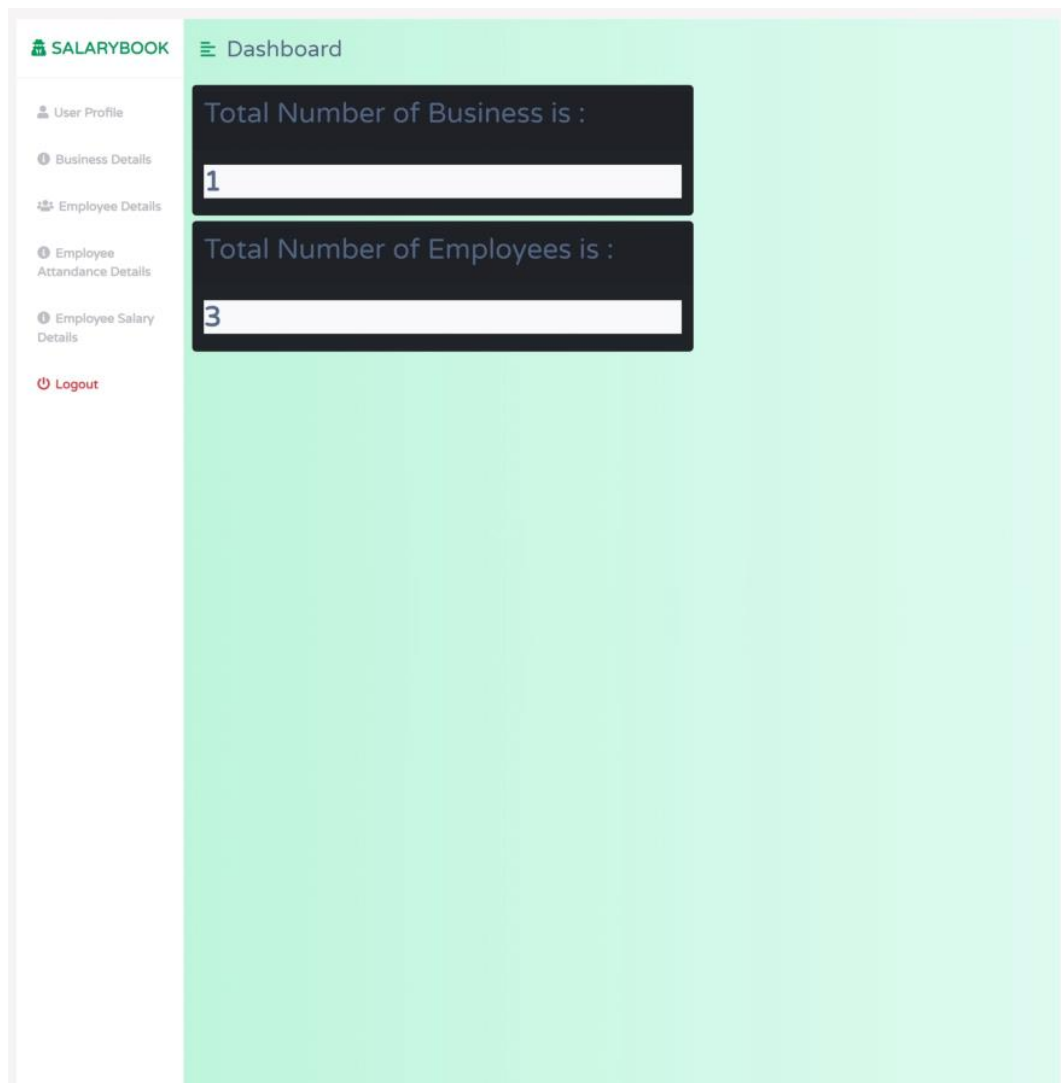 SALARYBOOK
Dashboard
User Profile
Business Details
Employee Details
Employee
Attandance Details
Employee Salary
Details
Logout
Total Number of Business is :
1
Total Number of Employees is :
3